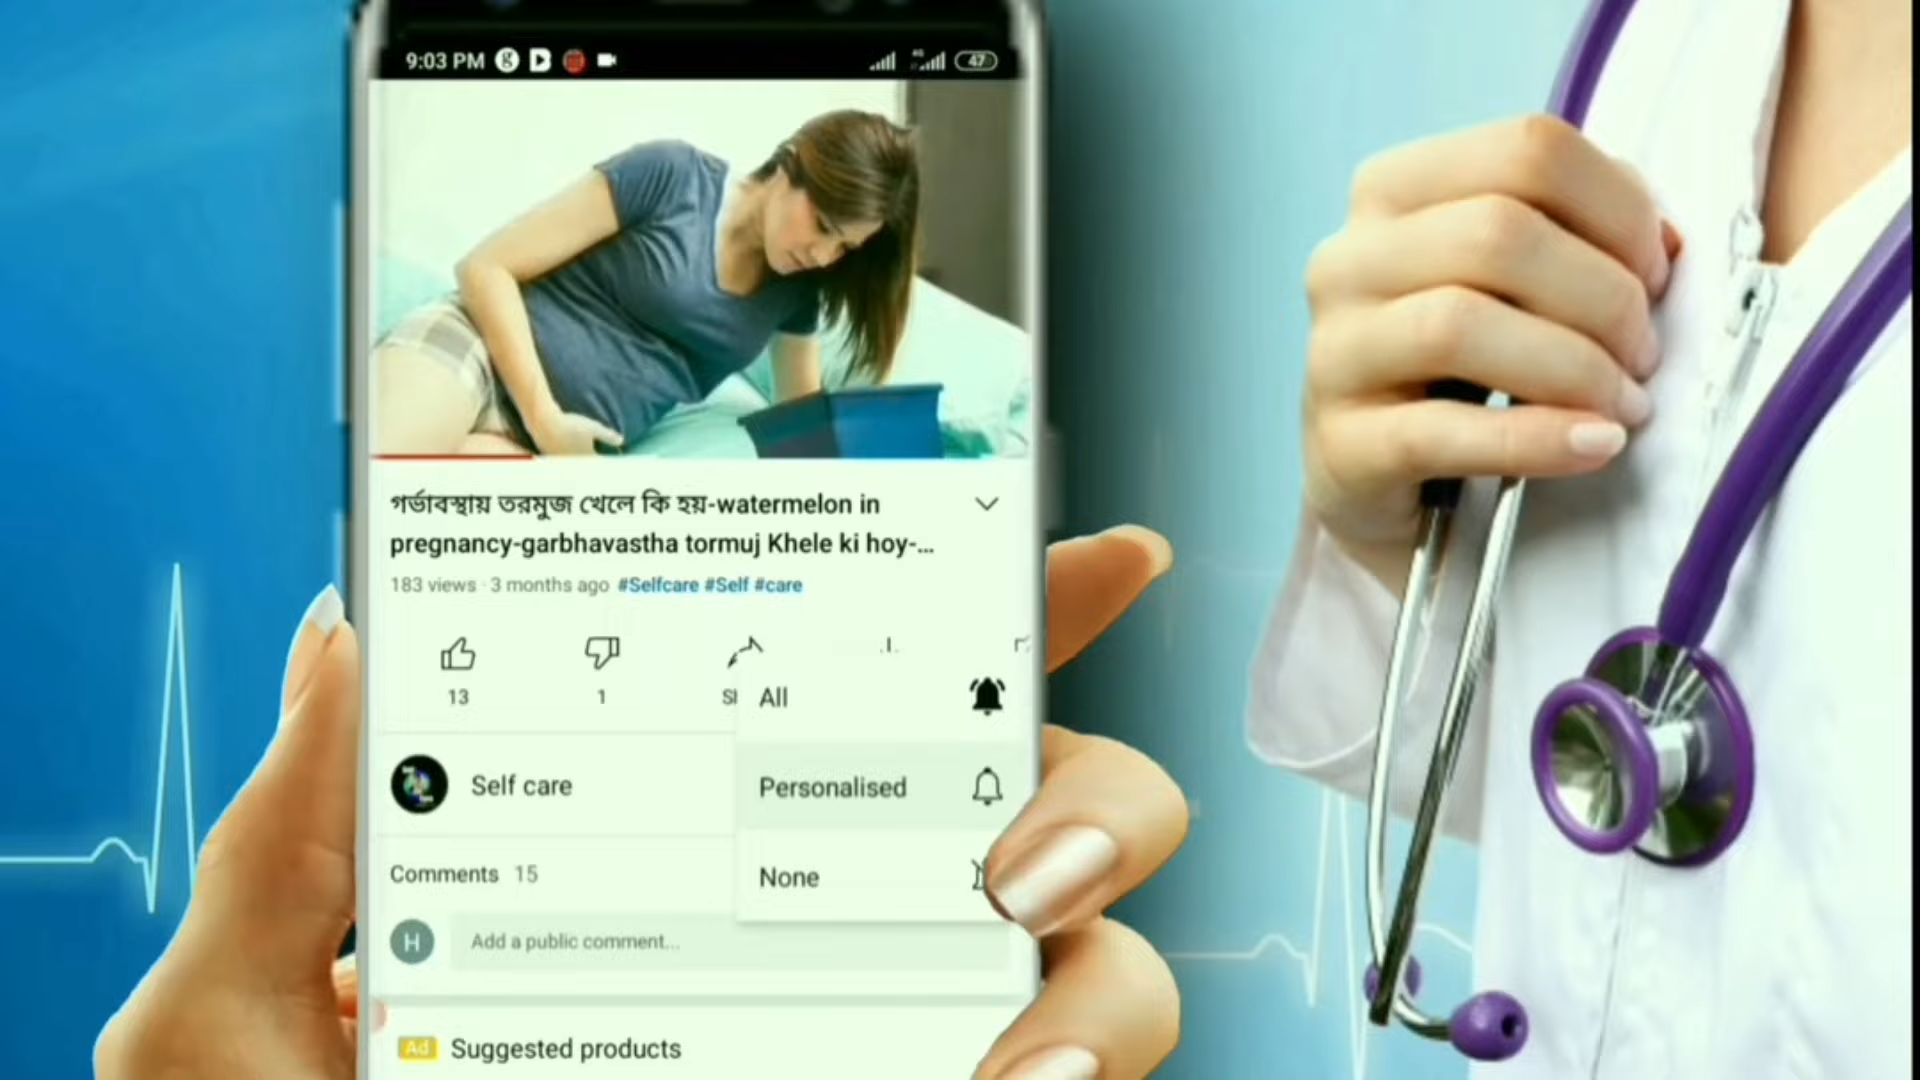 9:03 PM
4G
47
গর্ভাবস্থায় তরমুজ খেলে কি হয়-watermelon in
pregnancy-garbhavastha tormuj Khele ki hoy-...
183 views · 3 months ago #Selfcare #Self #care
13
1
All
Self care
Personalised
Comments 15
None
H
Add a public comment...
Ad Suggested products